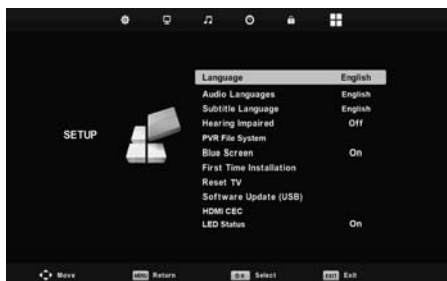 SETUP
Language English
Audio Languages English
Subtitle Language English
Hearing Impaired Off
PVR File System
Blue Screen On
First Time Installation
Reset TV
Software Update (USB)
HDMI CEC
LED Status On
Move MENU Return OK Select EXIT Exit